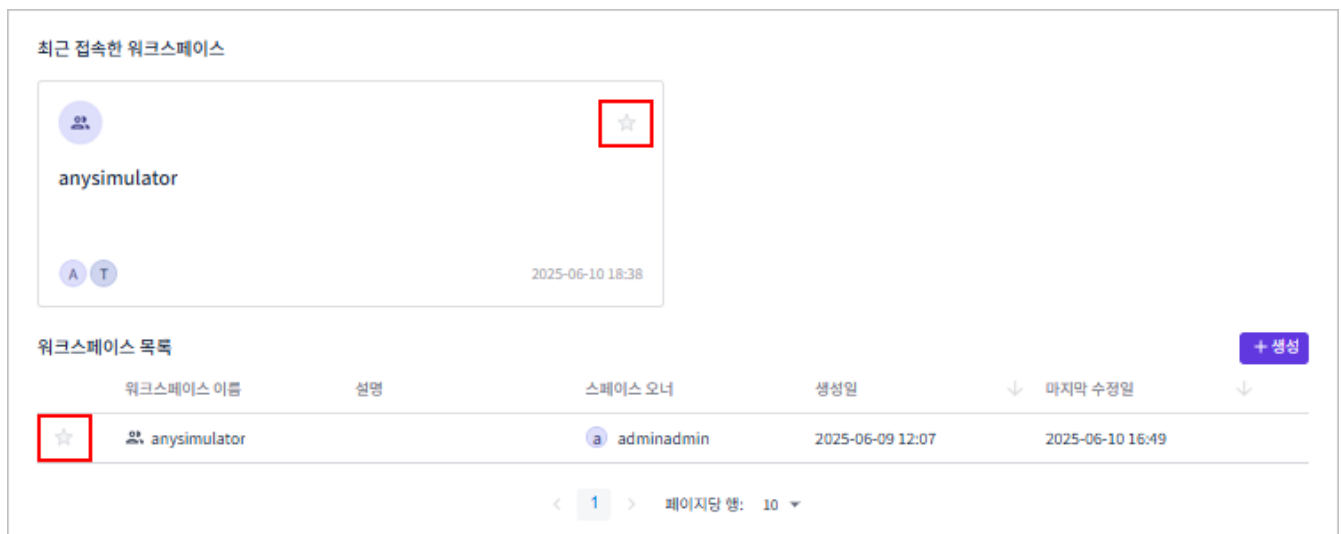 최근 접속한 워크스페이스
anysimulator
A T 2025-06-10 18:38
워크스페이스 목록 + 생성
워크스페이스 이름 설명 스페이스 오너 생성일 마지막 수정일
anysimulator a adminadmin 2025-06-09 12:07 2025-06-10 16:49
< 1 > 페이지당 행: 10